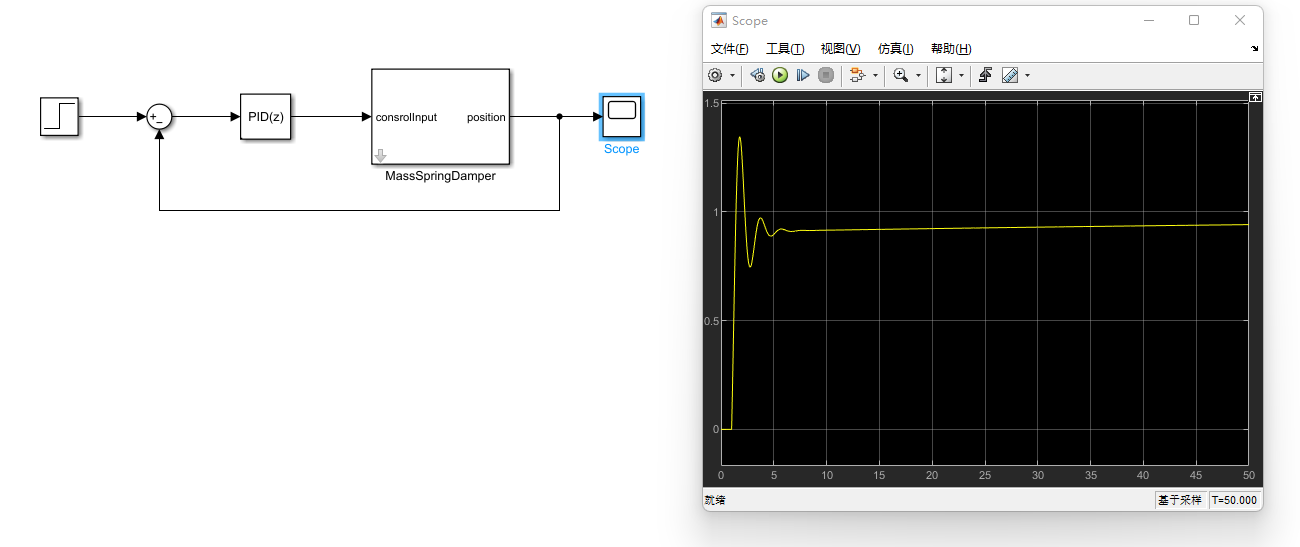 +
−
PID(z)
consrolInput
position
MassSpringDamper
Scope
Scope
文件(F) 工具(T) 视图(V) 仿真(I) 帮助(H)
1.5
1
0.5
0
0 5 10 15 20 25 30 35 40 45 50
就绪 基于采样 T=50.000